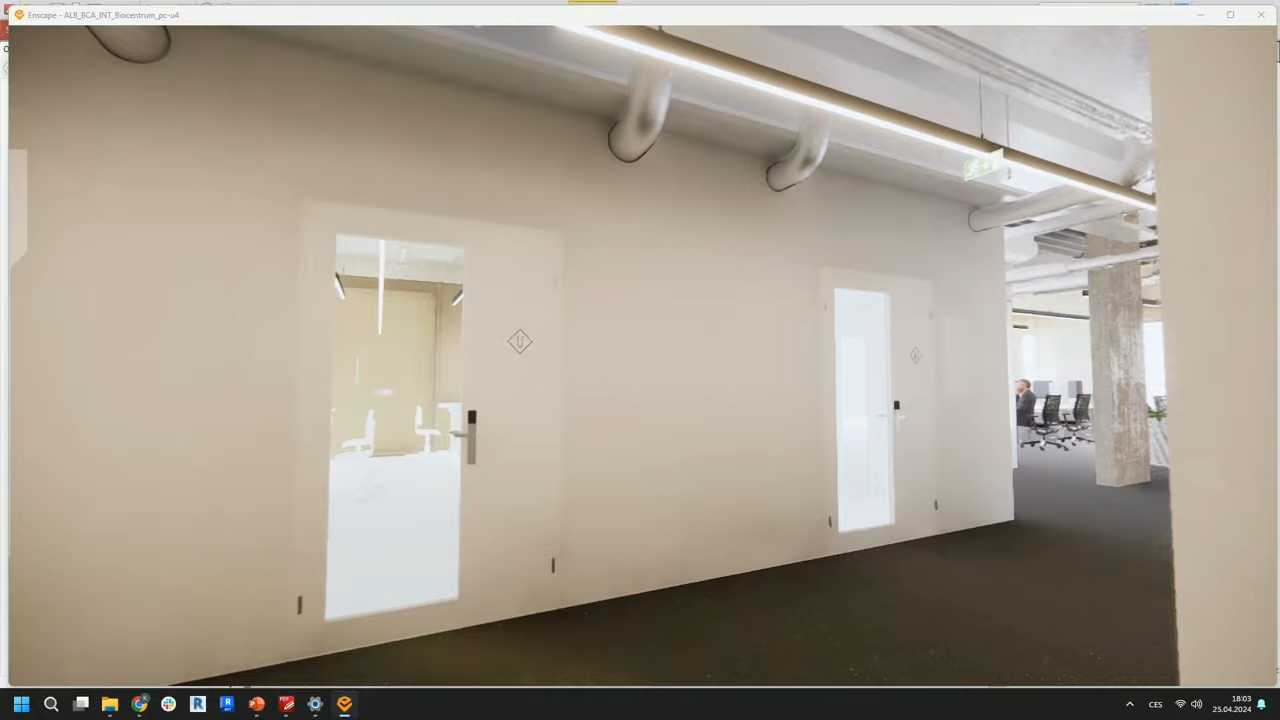 Enscape - ALB_BCA_INT_Biocentrum_pc-u4
U
CES
18:03
25.04.2024